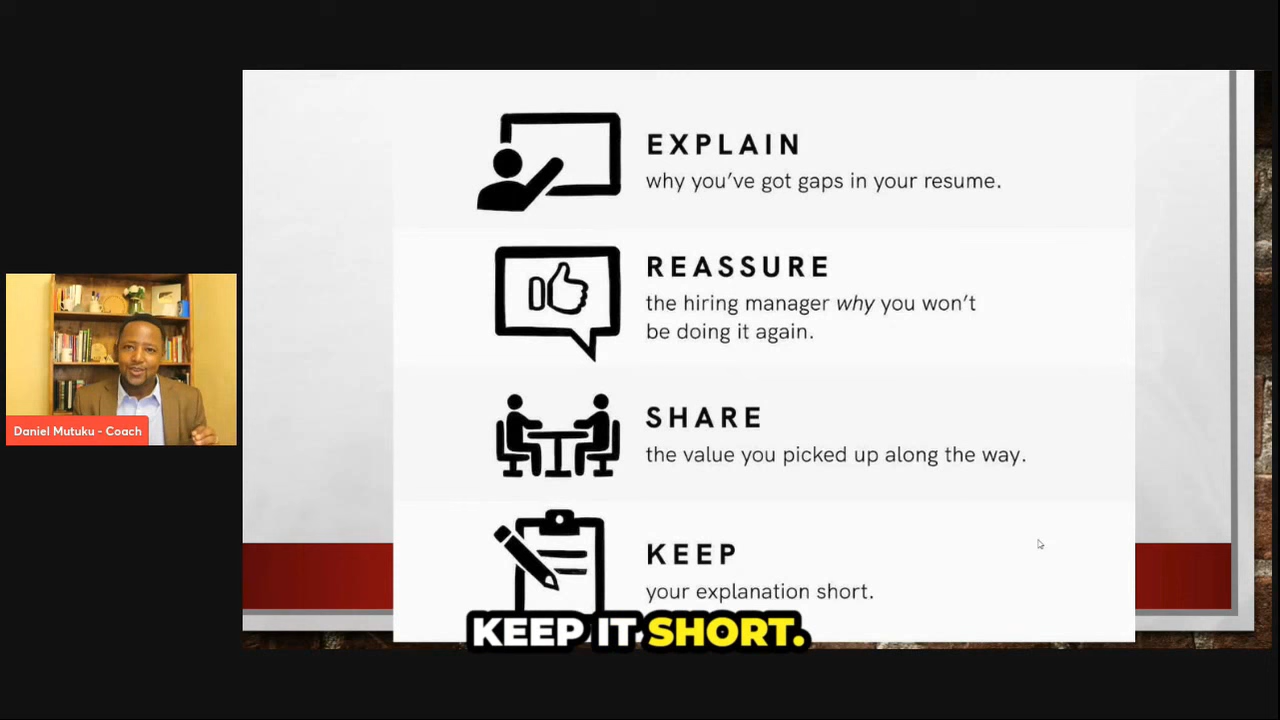 EXPLAIN
why you've got gaps in your resume.
REASSURE
the hiring manager why you won't
be doing it again.
SHARE
the value you picked up along the way.
KEEP
your explanation short.
KEEP IT SHORT.
Daniel Mutuku - Coach